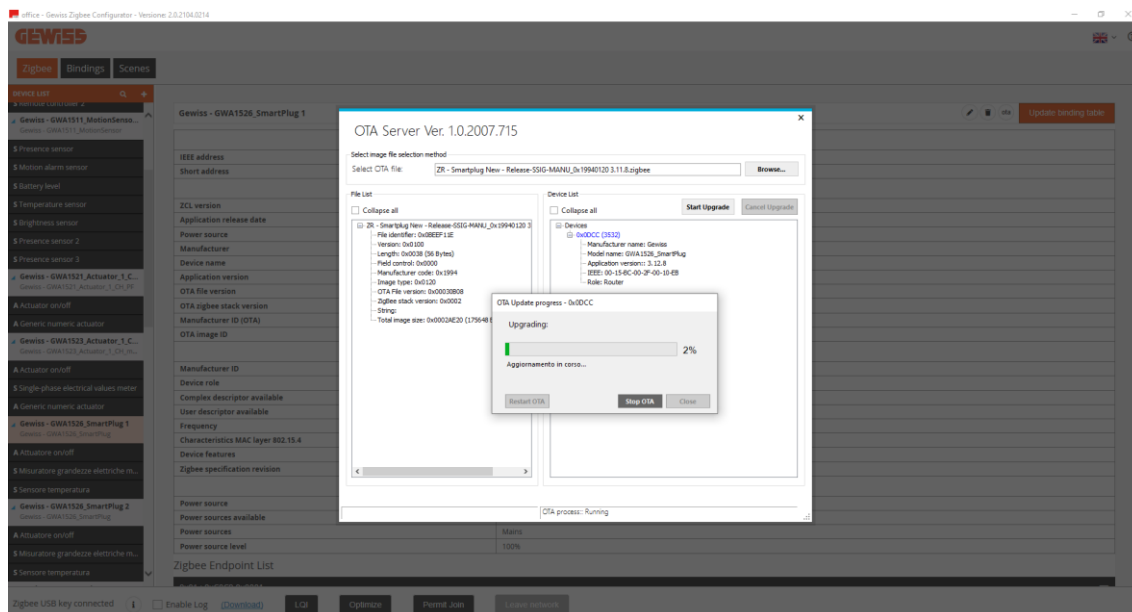 office - Gewiss Zigbee Configurator - Versione: 2.0.2104.0214
GEWISS
Zigbee Bindings Scenes
DEVICE LIST
S Remote controller 2
Gewiss - GWA1511_MotionSenso...
Gewiss - GWA1511_MotionSensor
S Presence sensor
S Motion alarm sensor
S Battery level
S Temperature sensor
S Brightness sensor
S Presence sensor 2
S Presence sensor 3
Gewiss - GWA1521_Actuator_1_C...
Gewiss - GWA1521_Actuator_1_CH_PF
A Actuator on/off
A Generic numeric actuator
Gewiss - GWA1523_Actuator_1_C...
A Actuator on/off
S Single-phase electrical values meter
A Generic numeric actuator
Gewiss - GWA1526_SmartPlug 1
Gewiss - GWA1526_SmartPlug
A Attuatore on/off
S Misuratore grandezze elettriche m...
S Sensore temperatura
Gewiss - GWA1526_SmartPlug 2
Gewiss - GWA1526_SmartPlug
A Attuatore on/off
S Misuratore grandezze elettriche m...
S Sensore temperatura
Gewiss - GWA1526_SmartPlug 1
Update binding table
IEEE address
Short address
ZCL version
Application release date
Power source
Manufacturer
Device name
Application version
OTA file version
OTA zigbee stack version
Manufacturer ID (OTA)
OTA image ID
Manufacturer ID
Device role
Complex descriptor available
User descriptor available
Frequency
Characteristics MAC layer 802.15.4
Device features
Zigbee specification revision
Power source
Power sources available
Power sources Mains
Power source level 100%
Zigbee Endpoint List
OTA Server Ver. 1.0.2007.715
Select image file selection method
Select OTA file: ZR - Smartplug New - Release-SSIG-MANU_0x19940120 3.11.8.zigbee Browse...
File List
Collapse all
ZR - Smartplug New - Release-SSIG-MANU_0x19940120 3
File identifier: 0x0BEEF11E
Version: 0x0100
Length: 0x0038 (56 Bytes)
Field control: 0x0000
Manufacturer code: 0x1994
Image type: 0x0120
OTA File version: 0x00030B08
ZigBee stack version: 0x0002
String:
Total image size: 0x0002AE20 (175648 B
Device List
Collapse all Start Upgrade Cancel Upgrade
Devices
0x0DCC (3532)
Manufacturer name: Gewiss
Model name: GWA1526_SmartPlug
Application version:: 3.12.8
IEEE: 00-15-BC-00-2F-00-10-EB
Role: Router
OTA Update progress - 0x0DCC
Upgrading:
2%
Aggiornamento in corso...
Restart OTA Stop OTA Close
OTA process:: Running
Zigbee USB key connected i Enable Log (Download) LQI Optimize Permit Join Leave network